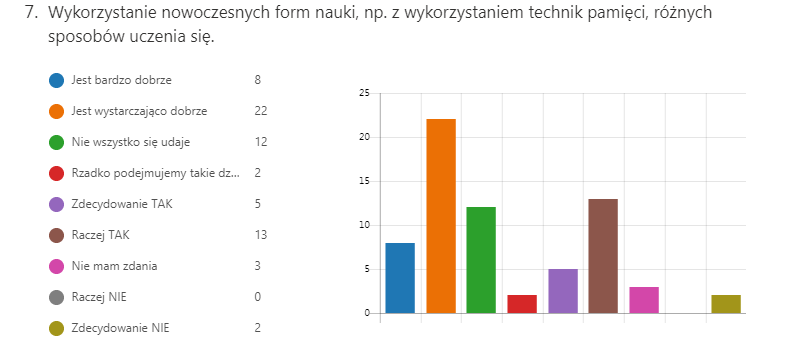 7. Wykorzystanie nowoczesnych form nauki, np. z wykorzystaniem technik pamięci, różnych
sposobów uczenia się.
Jest bardzo dobrze 8
Jest wystarczająco dobrze 22
Nie wszystko się udaje 12
Rzadko podejmujemy takie dz... 2
Zdecydowanie TAK 5
Raczej TAK 13
Nie mam zdania 3
Raczej NIE 0
Zdecydowanie NIE 2
25
20
15
10
5
0